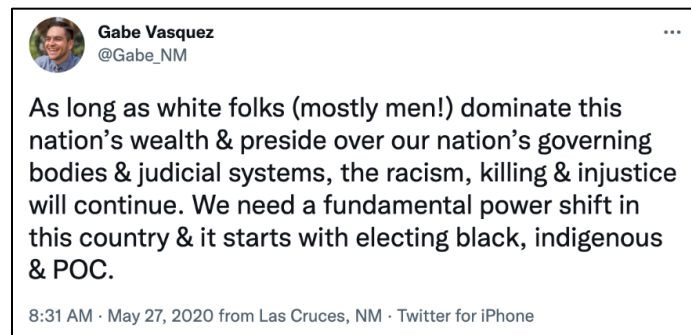 Gabe Vasquez
@Gabe_NM
As long as white folks (mostly men!) dominate this
nation’s wealth & preside over our nation’s governing
bodies & judicial systems, the racism, killing & injustice
will continue. We need a fundamental power shift in
this country & it starts with electing black, indigenous
& POC.
8:31 AM · May 27, 2020 from Las Cruces, NM · Twitter for iPhone